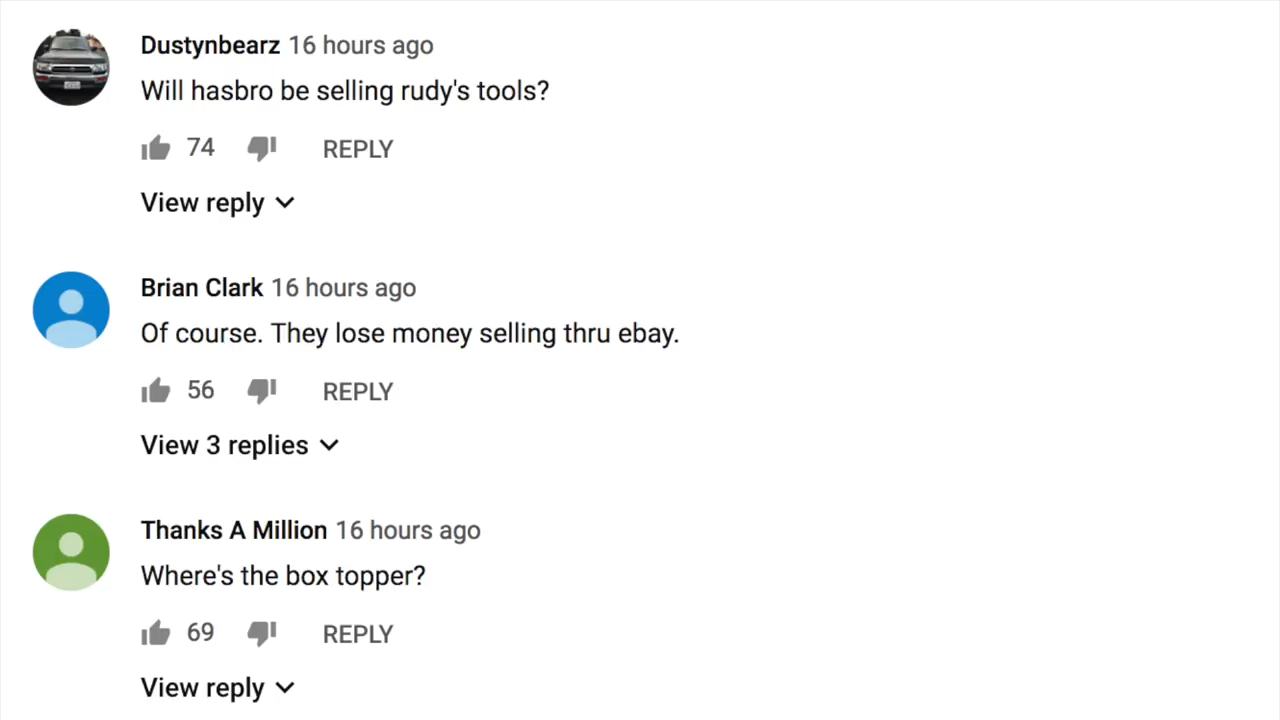 Dustynbearz 16 hours ago
Will hasbro be selling rudy's tools?
74 REPLY
View reply
Brian Clark 16 hours ago
Of course. They lose money selling thru ebay.
56 REPLY
View 3 replies
Thanks A Million 16 hours ago
Where's the box topper?
69 REPLY
View reply